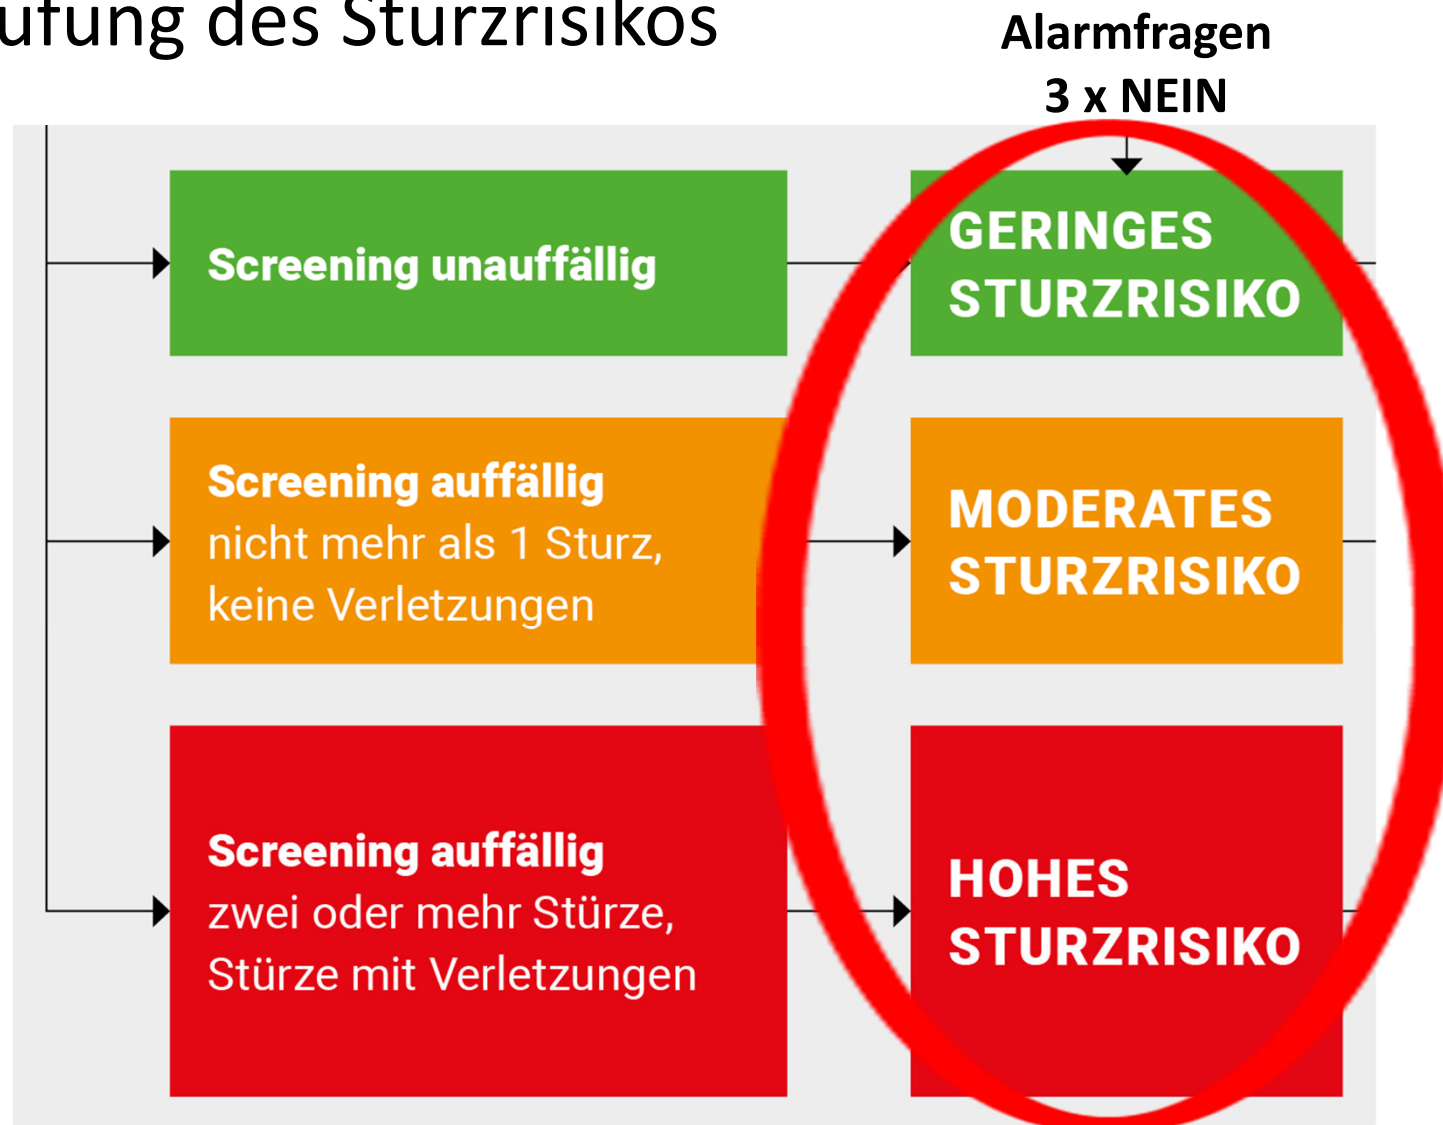 ufung des Sturzrisikos
Alarmfragen
3 x NEIN
Screening unauffällig
GERINGES
STURZRISIKO
Screening auffällig
nicht mehr als 1 Sturz,
keine Verletzungen
MODERATES
STURZRISIKO
Screening auffällig
zwei oder mehr Stürze,
Stürze mit Verletzungen
HOHES
STURZRISIKO